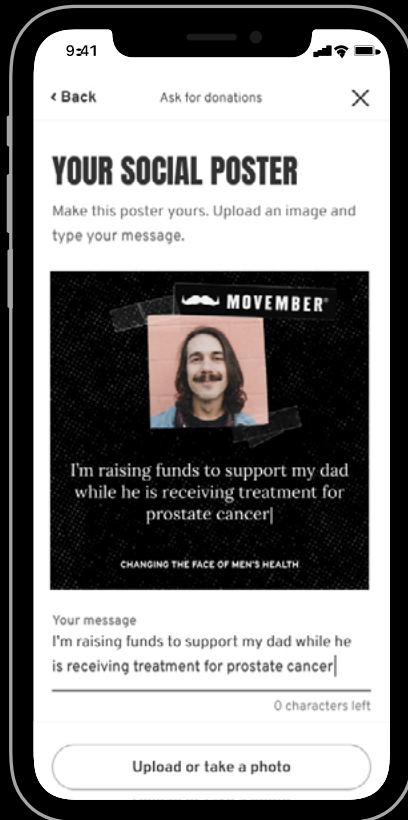 9:41
< Back
Ask for donations
YOUR SOCIAL POSTER
Make this poster yours. Upload an image and
type your message.
MOVEMBER®
I'm raising funds to support my dad
while he is receiving treatment for
prostate cancer
CHANGING THE FACE OF MEN'S HEALTH
Your message
I'm raising funds to support my dad while he
is receiving treatment for prostate cancer
0 characters left
Upload or take a photo